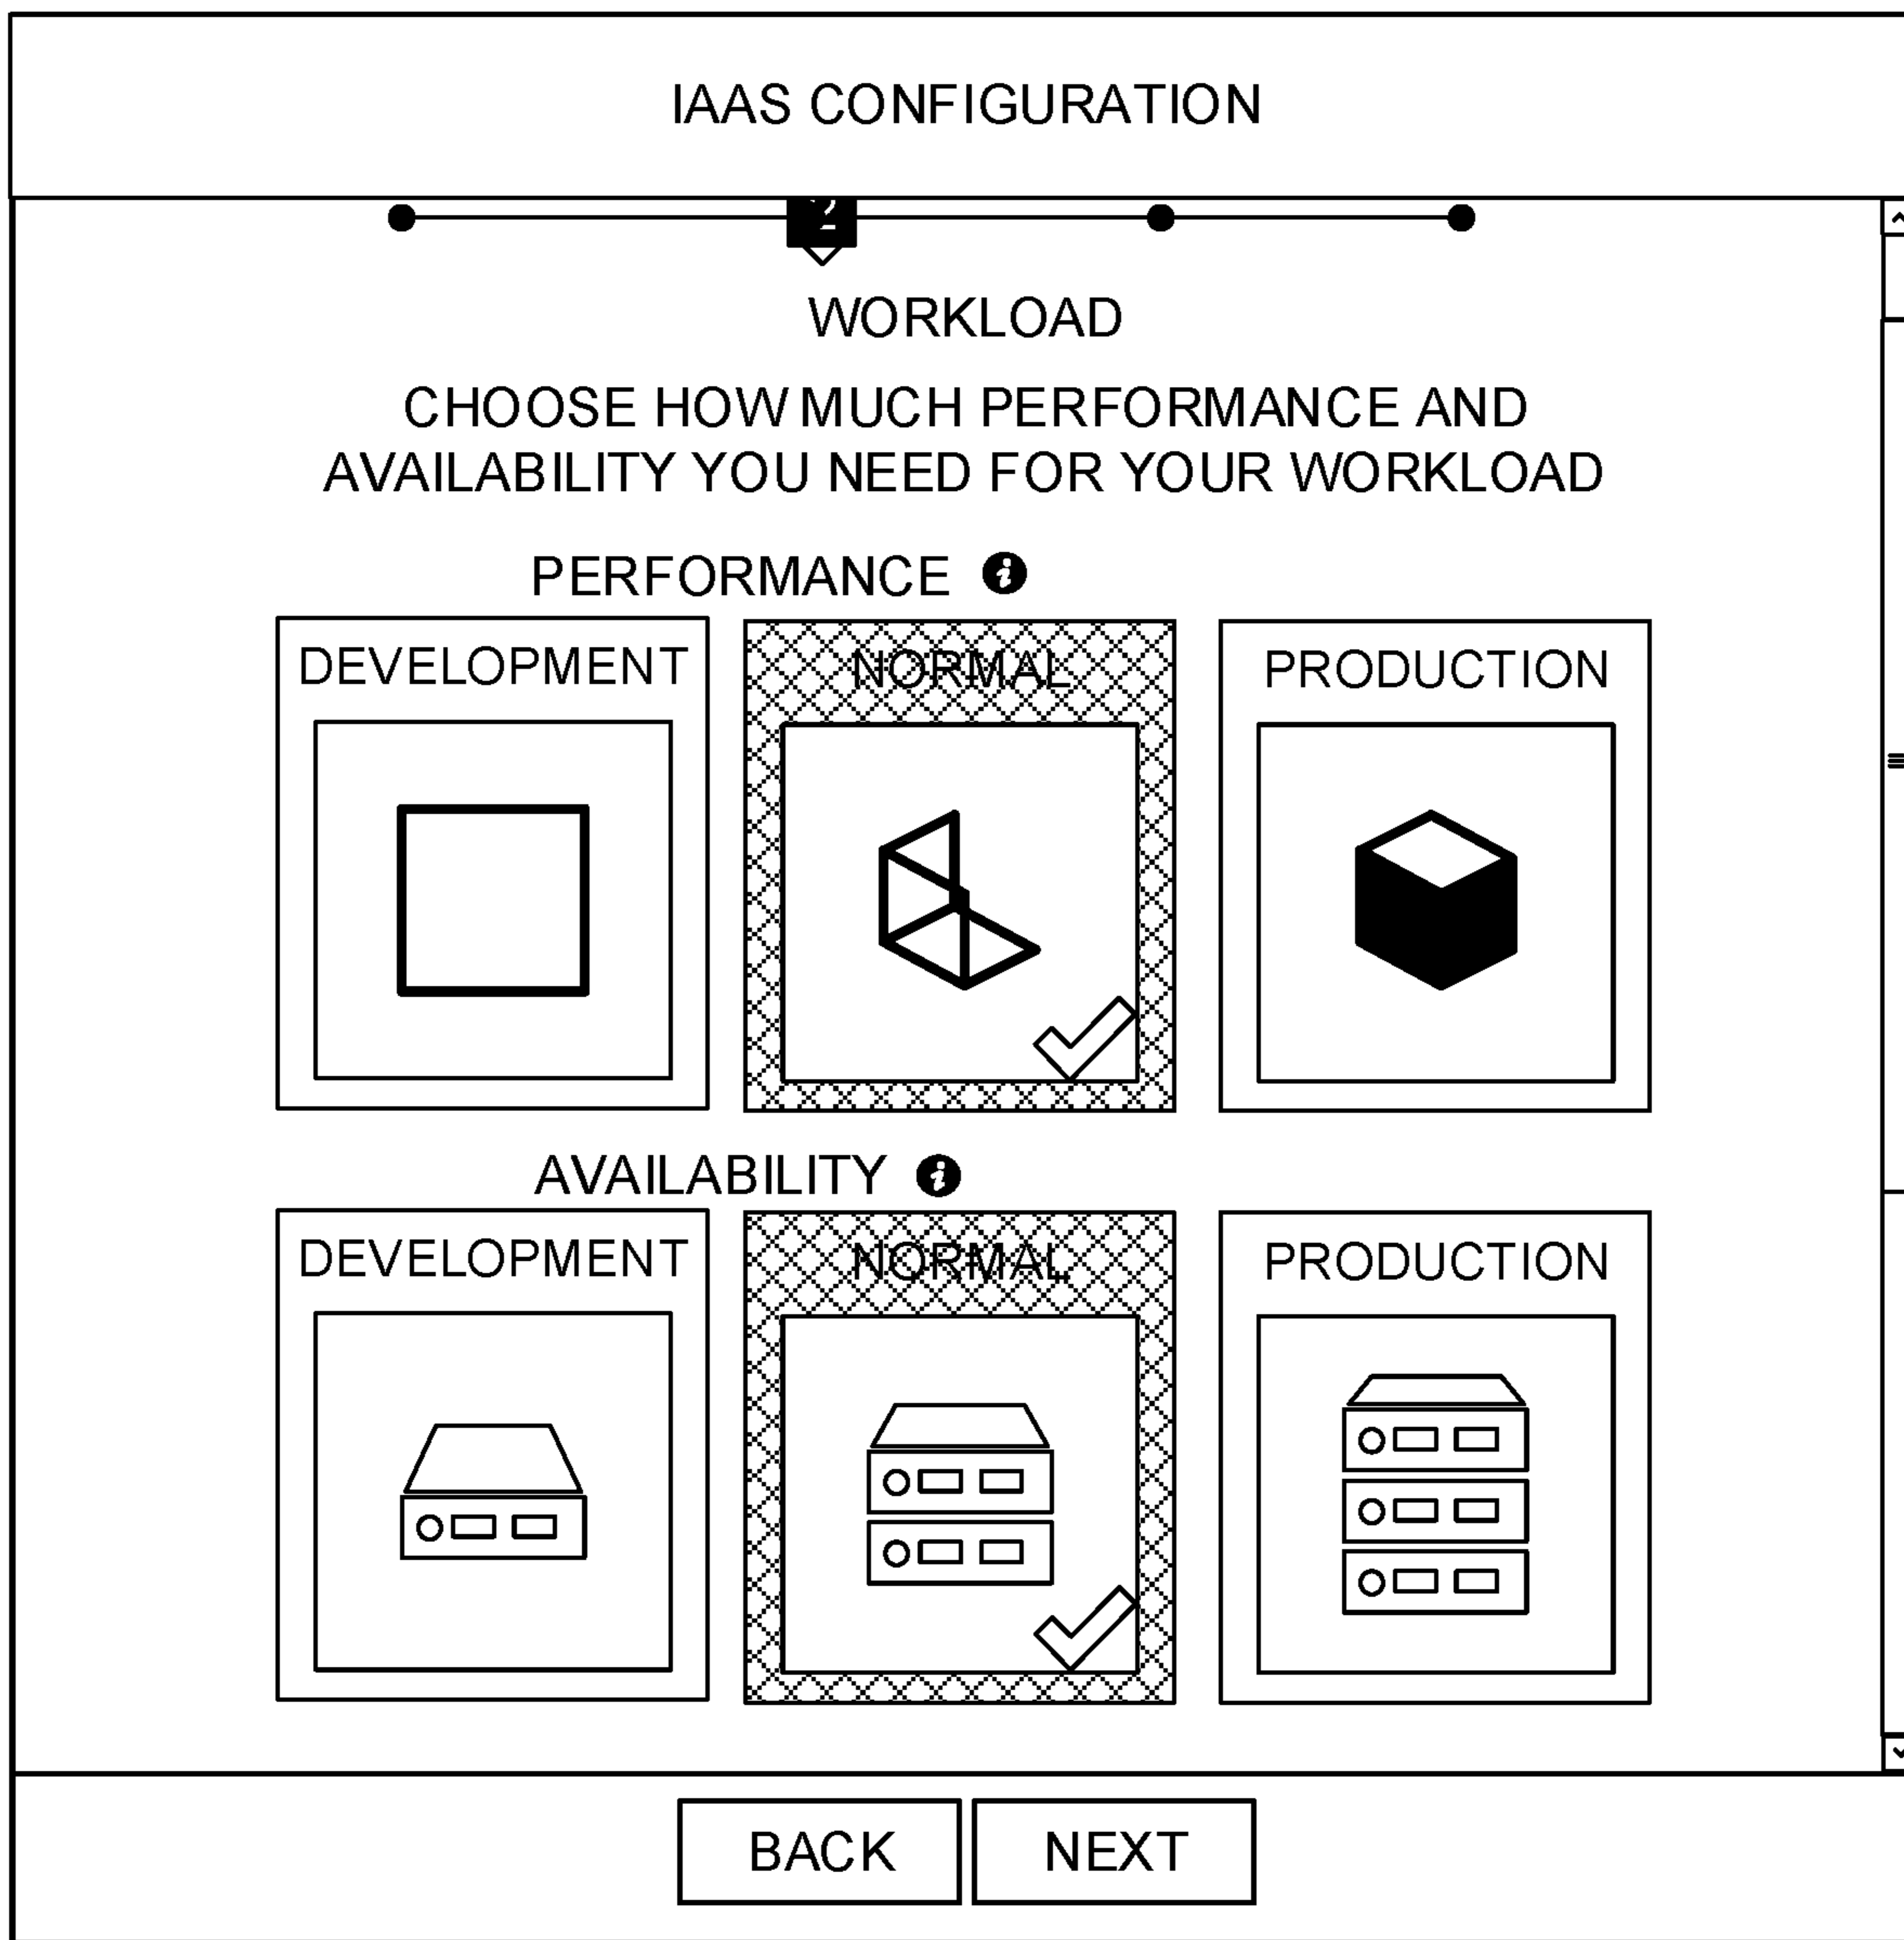 IAAS CONFIGURATION
2
WORKLOAD
CHOOSE HOW MUCH PERFORMANCE AND
AVAILABILITY YOU NEED FOR YOUR WORKLOAD
PERFORMANCE i
DEVELOPMENT NORMAL PRODUCTION
AVAILABILITY i
DEVELOPMENT NORMAL PRODUCTION
BACK NEXT